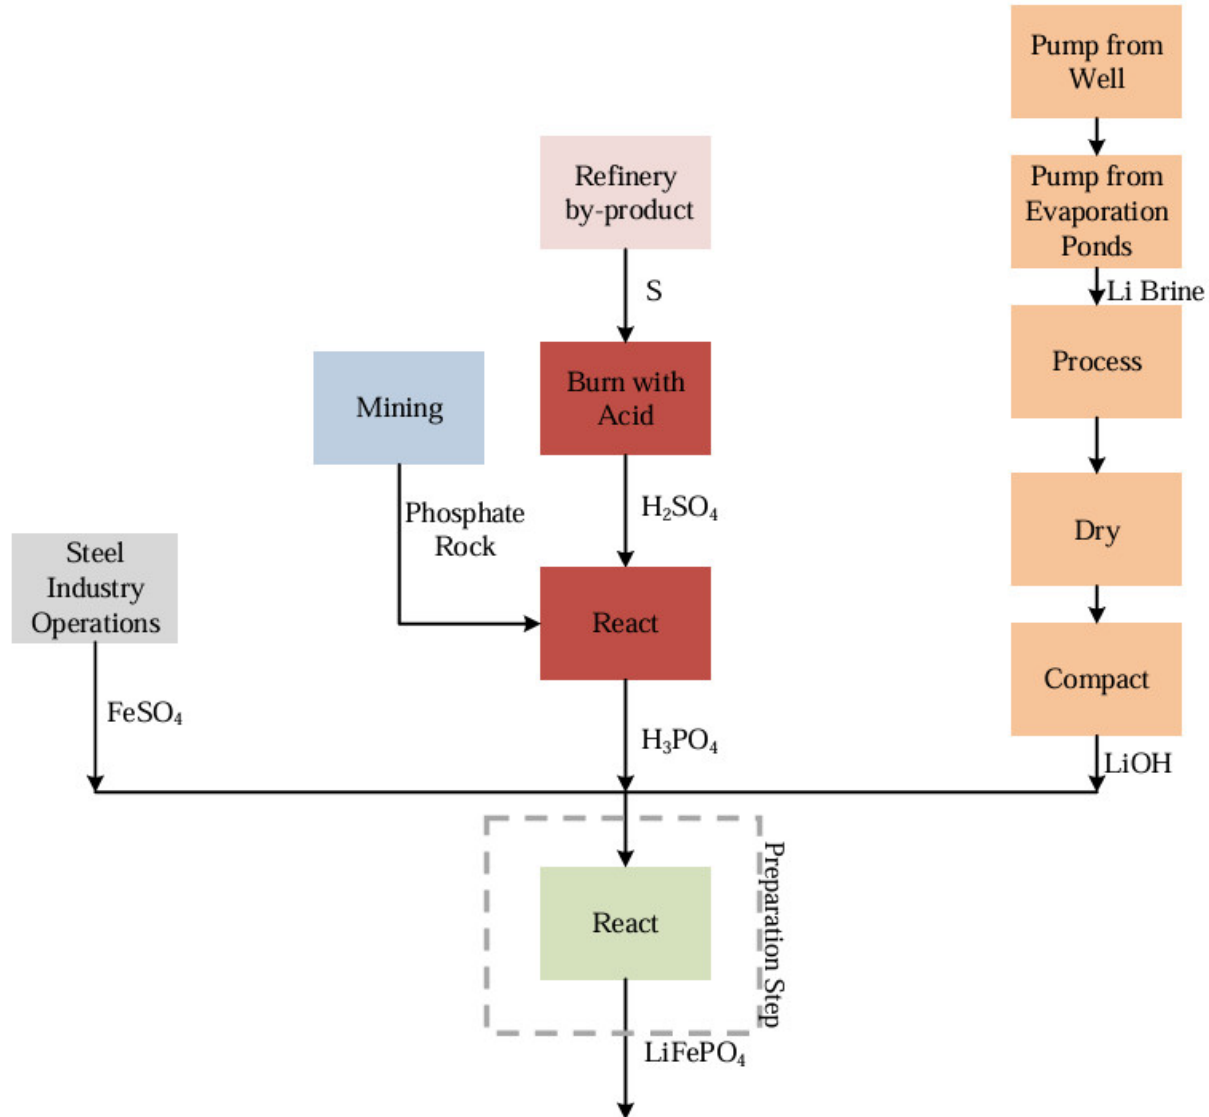 Pump from
Well
Pump from
Evaporation
Ponds
Li Brine
Process
Dry
Compact
LiOH
Refinery
by-product
S
Burn with
Acid
H₂SO₄
Mining
Phosphate
Rock
React
H₃PO₄
Steel
Industry
Operations
FeSO₄
React
Preparation Step
LiFePO₄